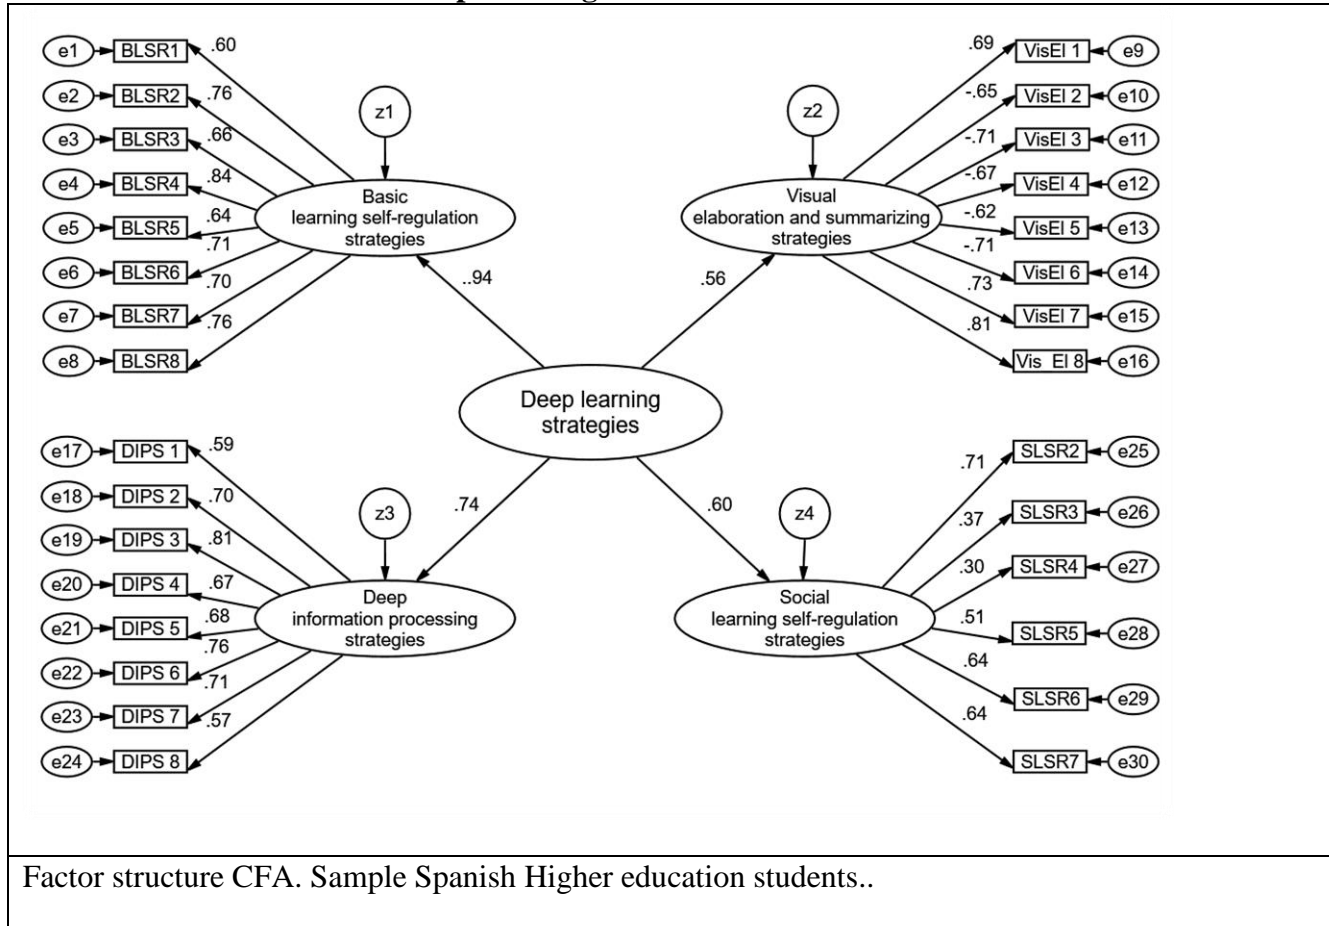 e1 BLSR1 .60
e2 BLSR2 .76
e3 BLSR3 .66
e4 BLSR4 .84
e5 BLSR5 .64
e6 BLSR6 .71
e7 BLSR7 .70
e8 BLSR8 .76
z1
Basic
learning self-regulation
strategies
..94
z2
Visual
elaboration and summarizing
strategies
.56
.69 VisEl 1 e9
-.65 VisEl 2 e10
-.71 VisEl 3 e11
-.67 VisEl 4 e12
-.62 VisEl 5 e13
-.71 VisEl 6 e14
.73 VisEl 7 e15
.81 Vis El 8 e16
Deep learning
strategies
e17 DIPS 1 .59
e18 DIPS 2 .70
e19 DIPS 3 .81
e20 DIPS 4 .67
e21 DIPS 5 .68
e22 DIPS 6 .76
e23 DIPS 7 .71
e24 DIPS 8 .57
z3
Deep
information processing
strategies
.74
z4
Social
learning self-regulation
strategies
.60
.71 SLSR2 e25
.37 SLSR3 e26
.30 SLSR4 e27
.51 SLSR5 e28
.64 SLSR6 e29
.64 SLSR7 e30
Factor structure CFA. Sample Spanish Higher education students..